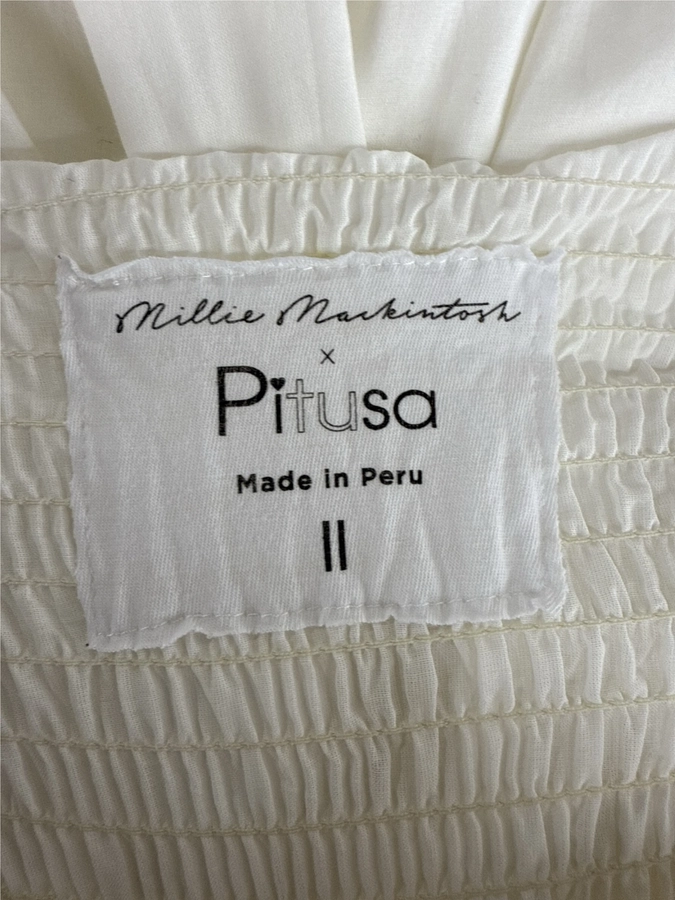 Millie Mackintosh
x
Pitusa
Made in Peru
II